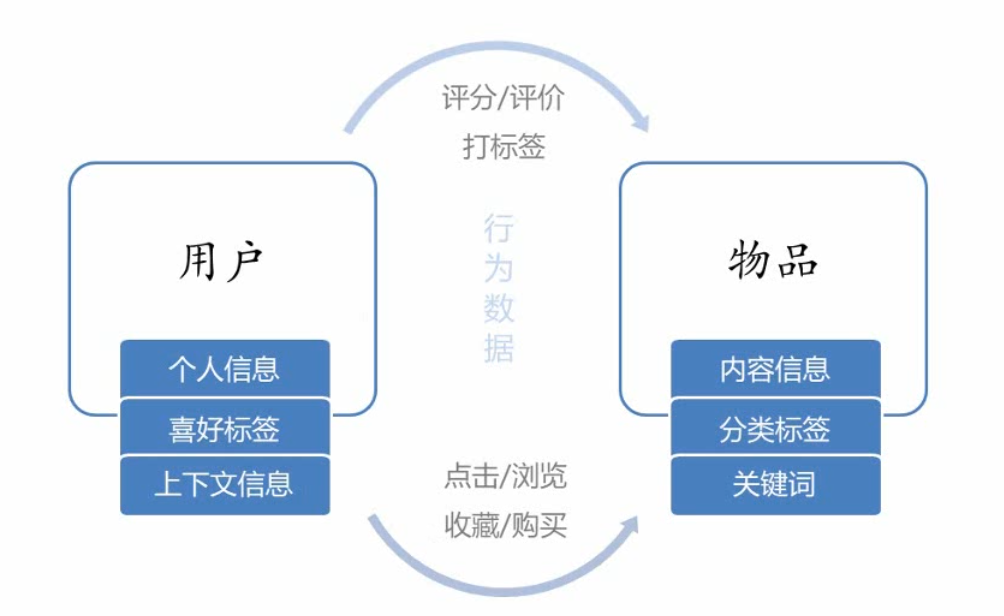 评分/评价
打标签
用户
个人信息
喜好标签
上下文信息
行
为
数
据
物品
内容信息
分类标签
关键词
点击/浏览
收藏/购买